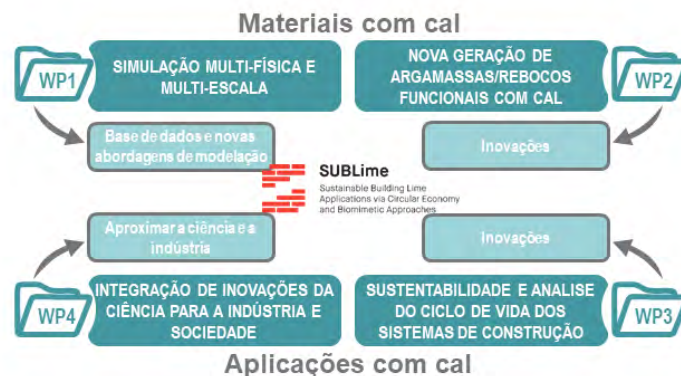 Materiais com cal
WP1
SIMULAÇÃO MULTI-FÍSICA E
MULTI-ESCALA
NOVA GERAÇÃO DE
ARGAMASSAS/REBOCOS
FUNCIONAIS COM CAL
WP2
Base de dados e novas
abordagens de modelação
Inovações
SUBLime
Sustainable Building Lime
Applications via Circular Economy
and Biomimetic Approaches
Aproximar a ciência e a
indústria
Inovações
WP4
INTEGRAÇÃO DE INOVAÇÕES DA
CIÊNCIA PARA A INDÚSTRIA E
SOCIEDADE
SUSTENTABILIDADE E ANALISE
DO CICLO DE VIDA DOS
SISTEMAS DE CONSTRUÇÃO
WP3
Aplicações com cal